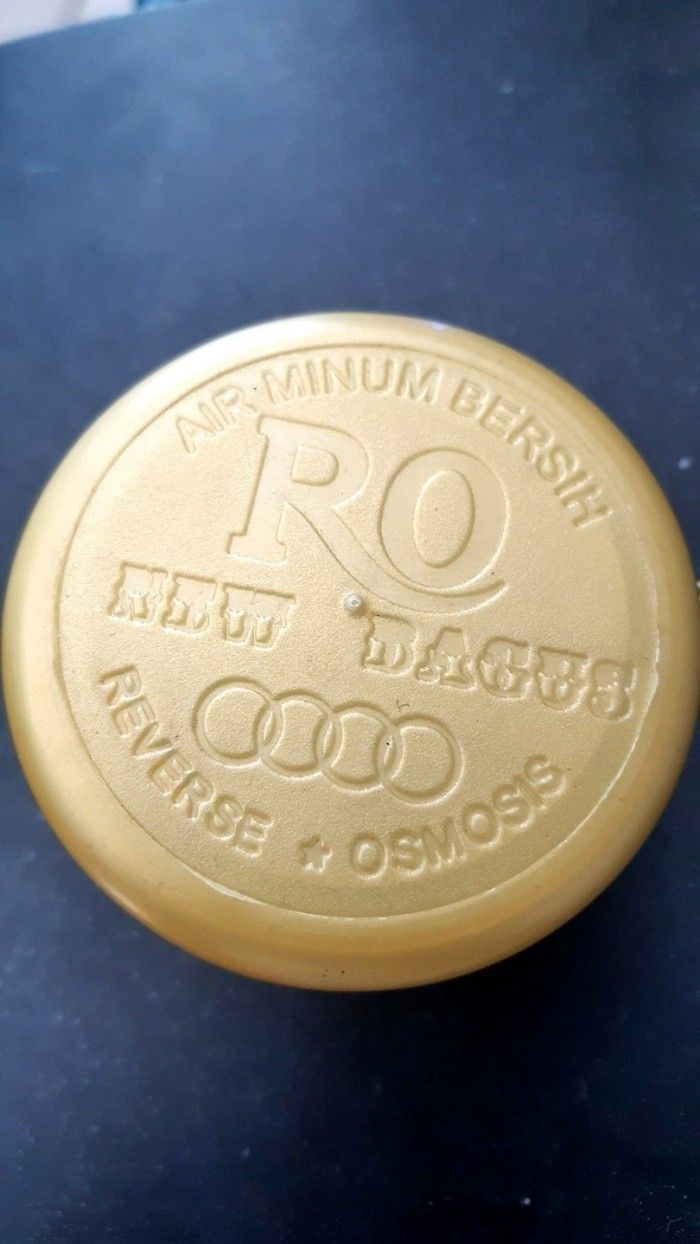 AIR MINUM BERSIH
RO
NEW BAGUS
REVERSE ★ OSMOSIS